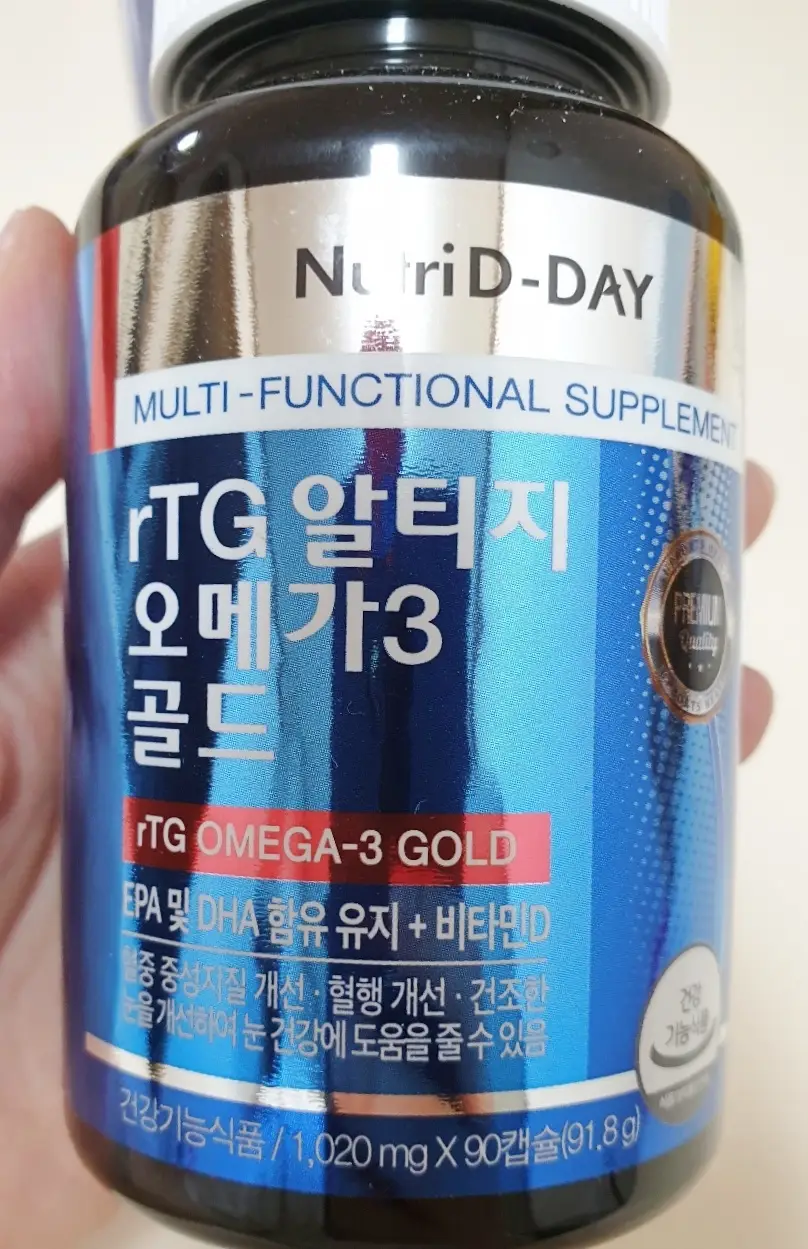 NutriD-DAY
MULTI-FUNCTIONAL SUPPLEMENT
rTG 알티지
오메가3
골드
PREMIUM
Quality
rTG OMEGA-3 GOLD
EPA 및 DHA 함유 유지 + 비타민D
혈중 중성지질 개선 · 혈행 개선 · 건조한
눈을 개선하여 눈 건강에 도움을 줄 수 있음
건강
기능식품
건강기능식품 / 1,020 mg X 90캡슐(91.8 g)